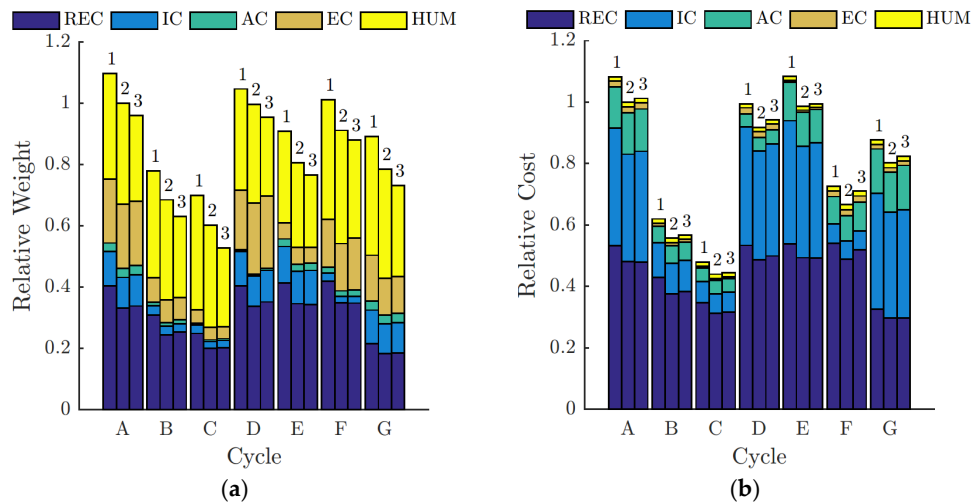 REC IC AC EC HUM
Relative Weight
1.2
1
0.8
0.6
0.4
0.2
0
1 2 3 1 2 3 1 2 3 1 2 3 1 2 3 1 2 3 1 2 3
A B C D E F G
Cycle
(a)
REC IC AC EC HUM
Relative Cost
1.2
1
0.8
0.6
0.4
0.2
0
1 2 3 1 2 3 1 2 3 1 2 3 1 2 3 1 2 3 1 2 3
A B C D E F G
Cycle
(b)